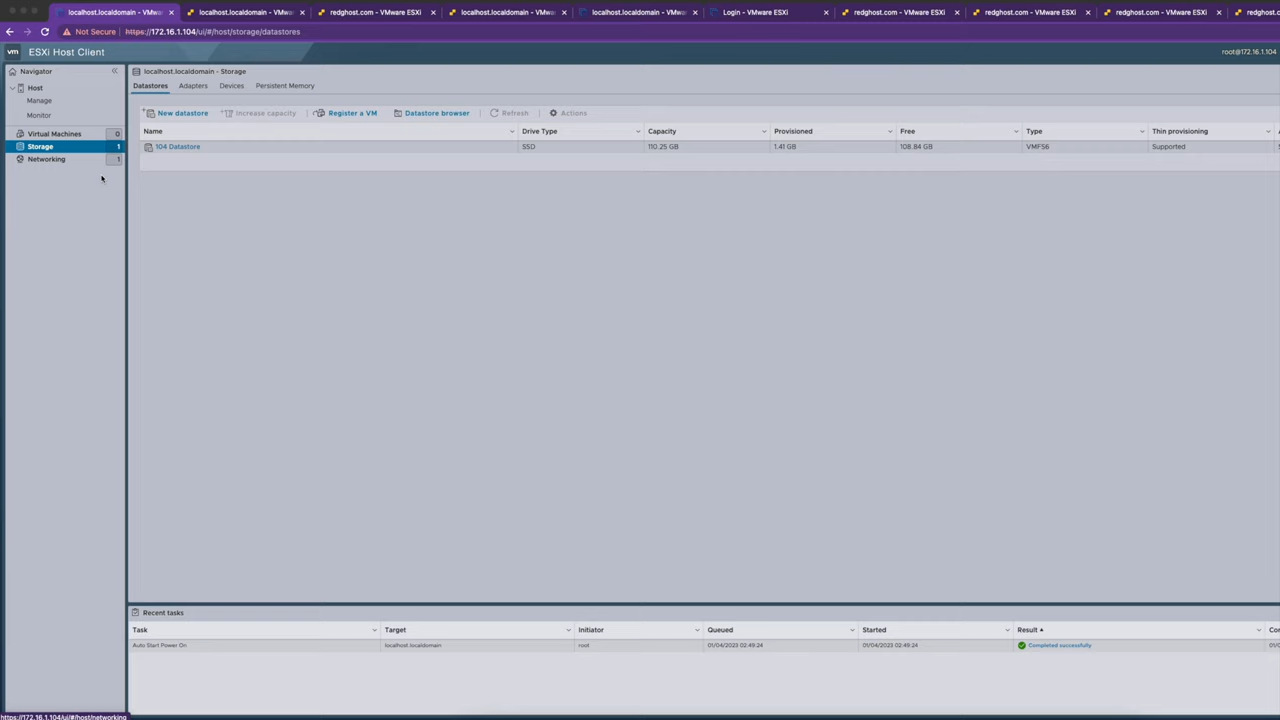 localhost.localdomain - VMwa
localhost.localdomain - VMwa
redghost.com - VMware ESXi
localhost.localdomain - VMwa
localhost.localdomain - VMwa
Login - VMware ESXi
redghost.com - VMware ESXi
redghost.com - VMware ESXi
redghost.com - VMware ESXi
redghost.com
Not Secure https://172.16.1.104/ui/#/host/storage/datastores
vm ESXi Host Client root@172.16.1.104
Navigator
Host
Manage
Monitor
Virtual Machines 0
Storage 1
Networking 1
localhost.localdomain - Storage
Datastores Adapters Devices Persistent Memory
New datastore Increase capacity Register a VM Datastore browser Refresh Actions
Name Drive Type Capacity Provisioned Free Type Thin provisioning
104 Datastore SSD 110.25 GB 1.41 GB 108.84 GB VMFS6 Supported
Recent tasks
Task Target Initiator Queued Started Result
Auto Start Power On localhost.localdomain root 01/04/2023 02:49:24 01/04/2023 02:49:24 Completed successfully
https://172.16.1.104/ui/#/host/networking